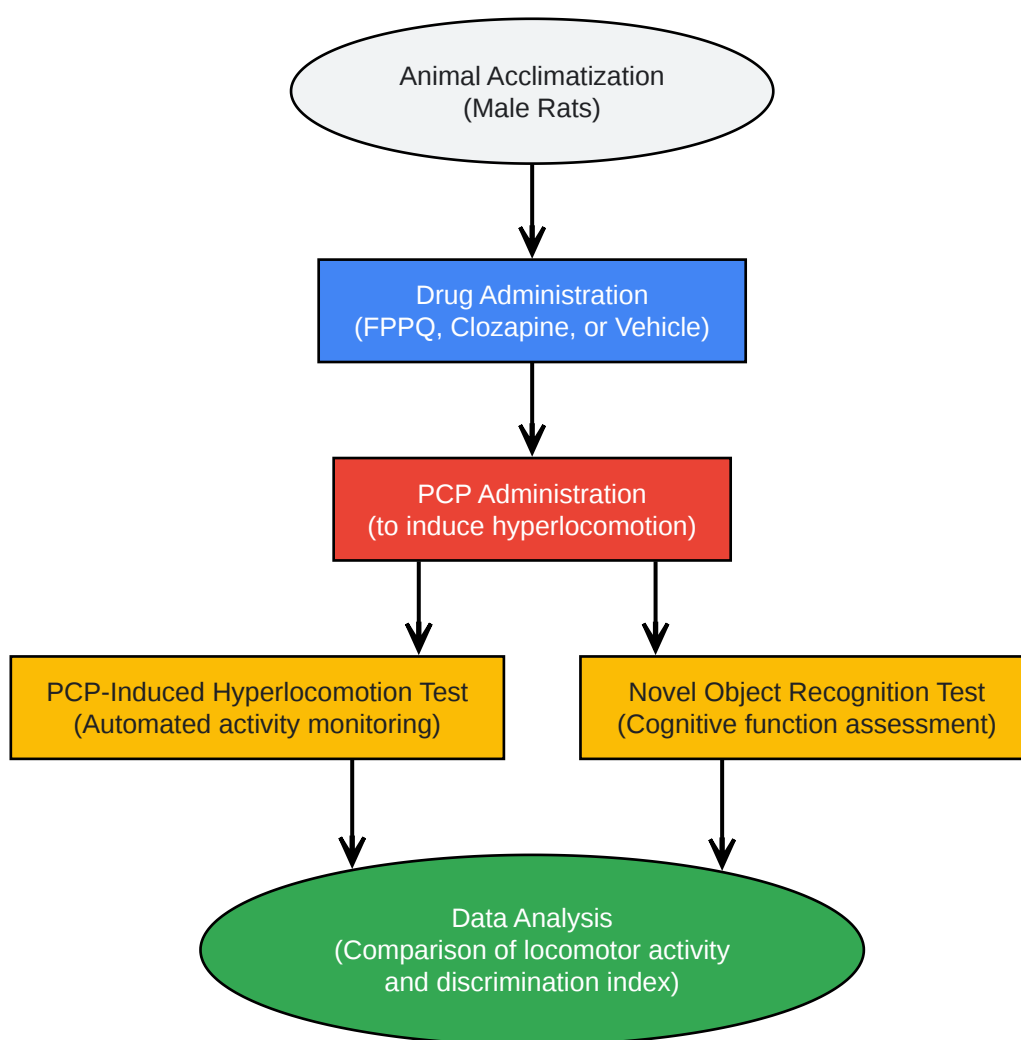 Animal Acclimatization
(Male Rats)
Drug Administration
(FPPQ, Clozapine, or Vehicle)
PCP Administration
(to induce hyperlocomotion)
PCP-Induced Hyperlocomotion Test
(Automated activity monitoring)
Novel Object Recognition Test
(Cognitive function assessment)
Data Analysis
(Comparison of locomotor activity
and discrimination index)